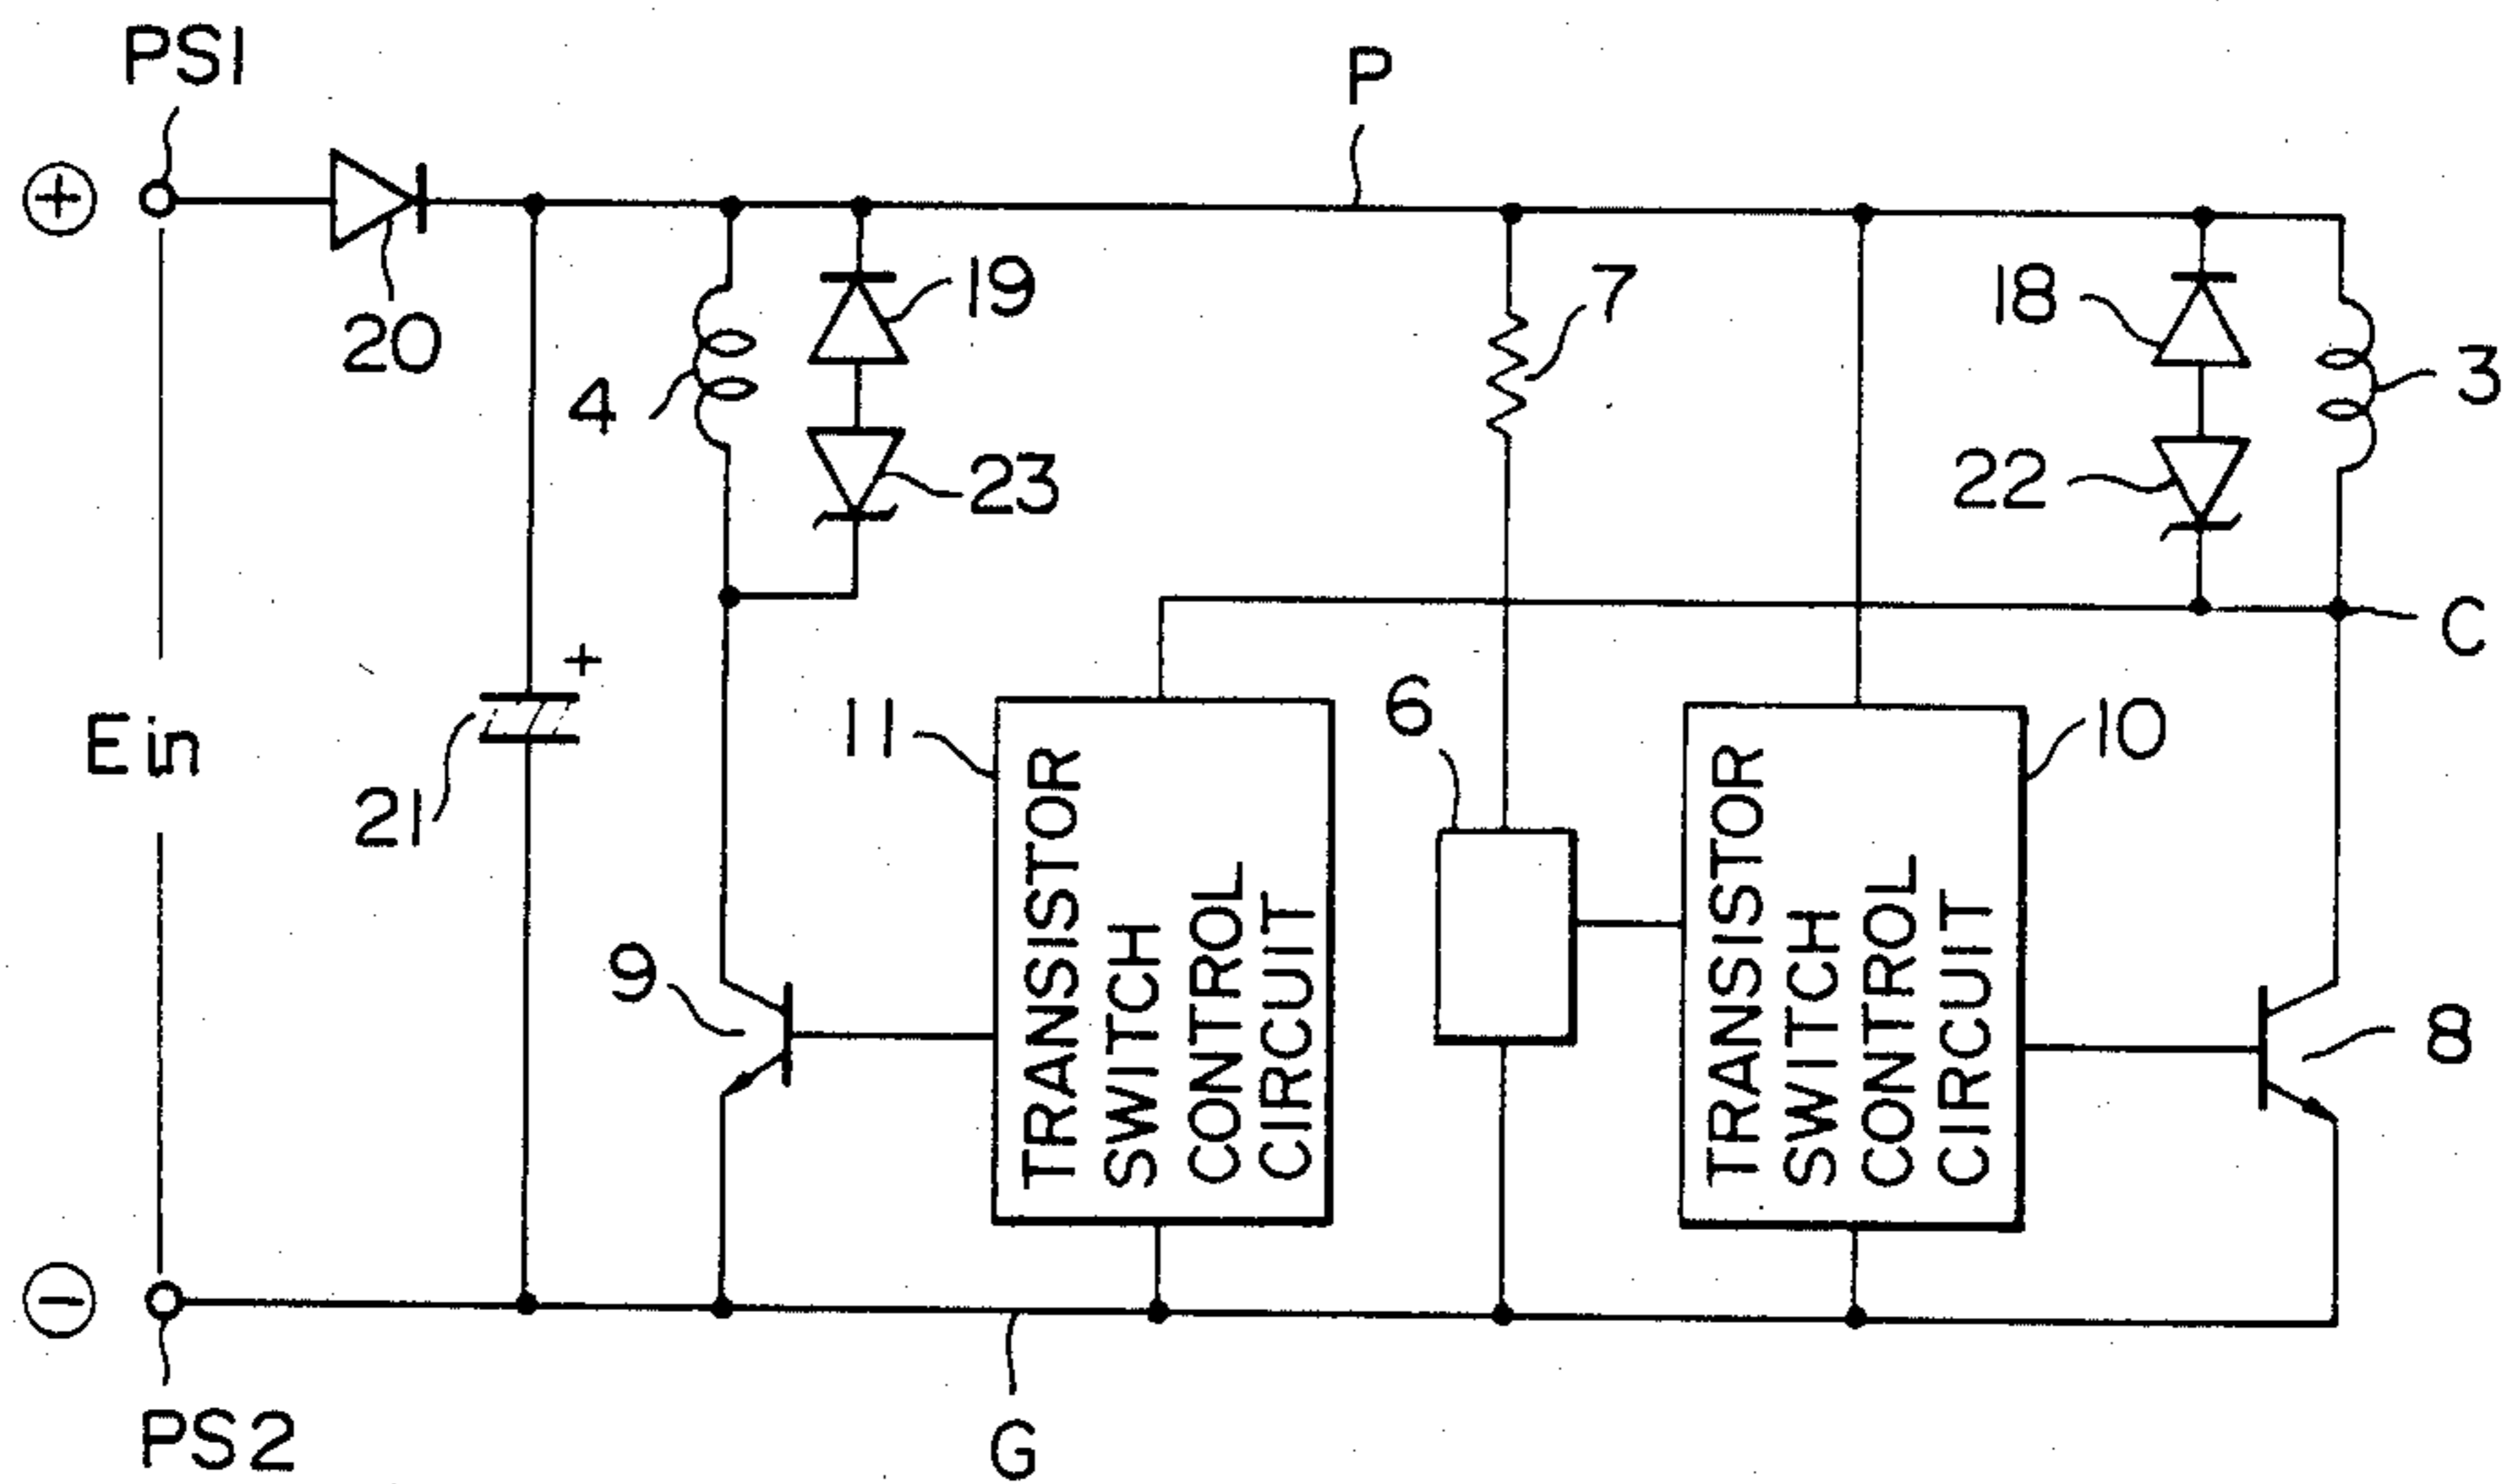 PS1
P
+
20
4
19
23
7
18
3
22
C
Ein
+
21
11
6
10
TRANSISTOR
SWITCH
CONTROL
CIRCUIT
TRANSISTOR
SWITCH
CONTROL
CIRCUIT
9
8
−
PS2
G